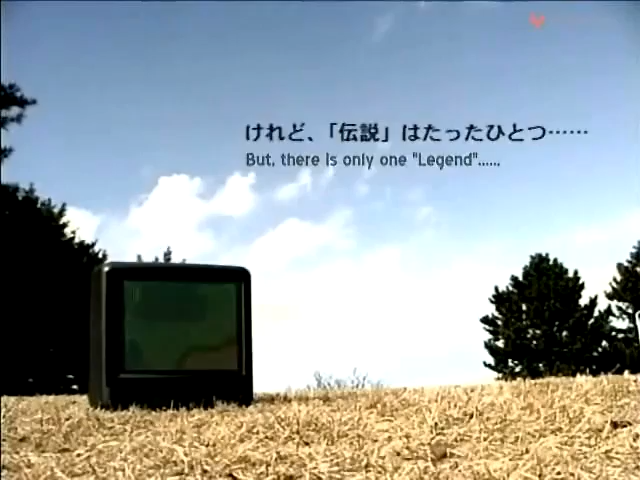 けれど、「伝説」はたったひとつ……
But, there is only one "Legend"......